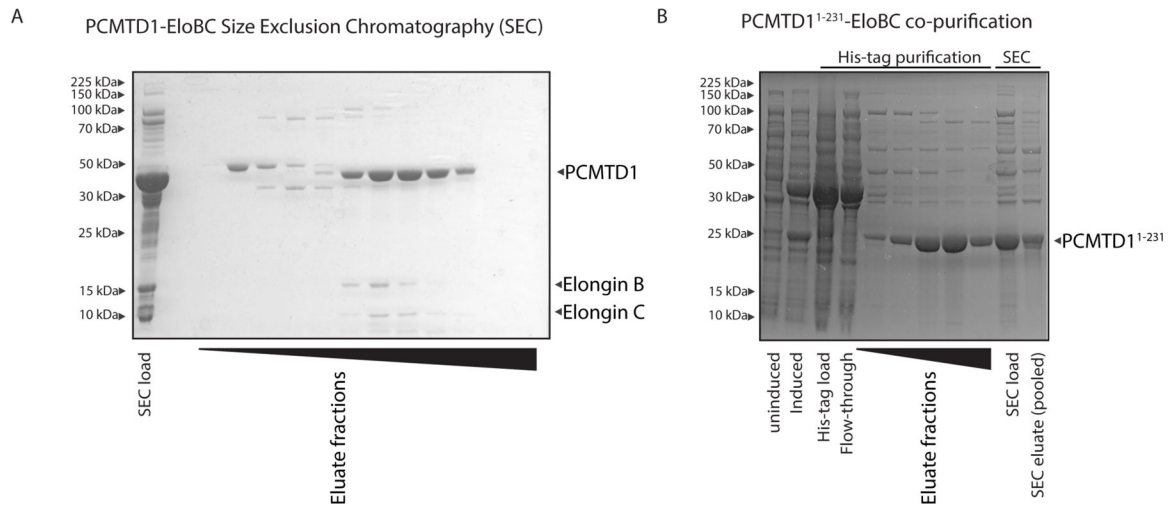 A
PCMTD1-EloBC Size Exclusion Chromatography (SEC)
225 kDa
150 kDa
100 kDa
70 kDa
50 kDa
30 kDa
25 kDa
15 kDa
10 kDa
PCMTD1
Elongin B
Elongin C
SEC load
Eluate fractions
B
PCMTD1¹⁻²³¹-EloBC co-purification
His-tag purification SEC
225 kDa
150 kDa
100 kDa
70 kDa
50 kDa
30 kDa
25 kDa
15 kDa
10 kDa
PCMTD1¹⁻²³¹
uninduced
Induced
His-tag load
Flow-through
Eluate fractions
SEC load
SEC eluate (pooled)